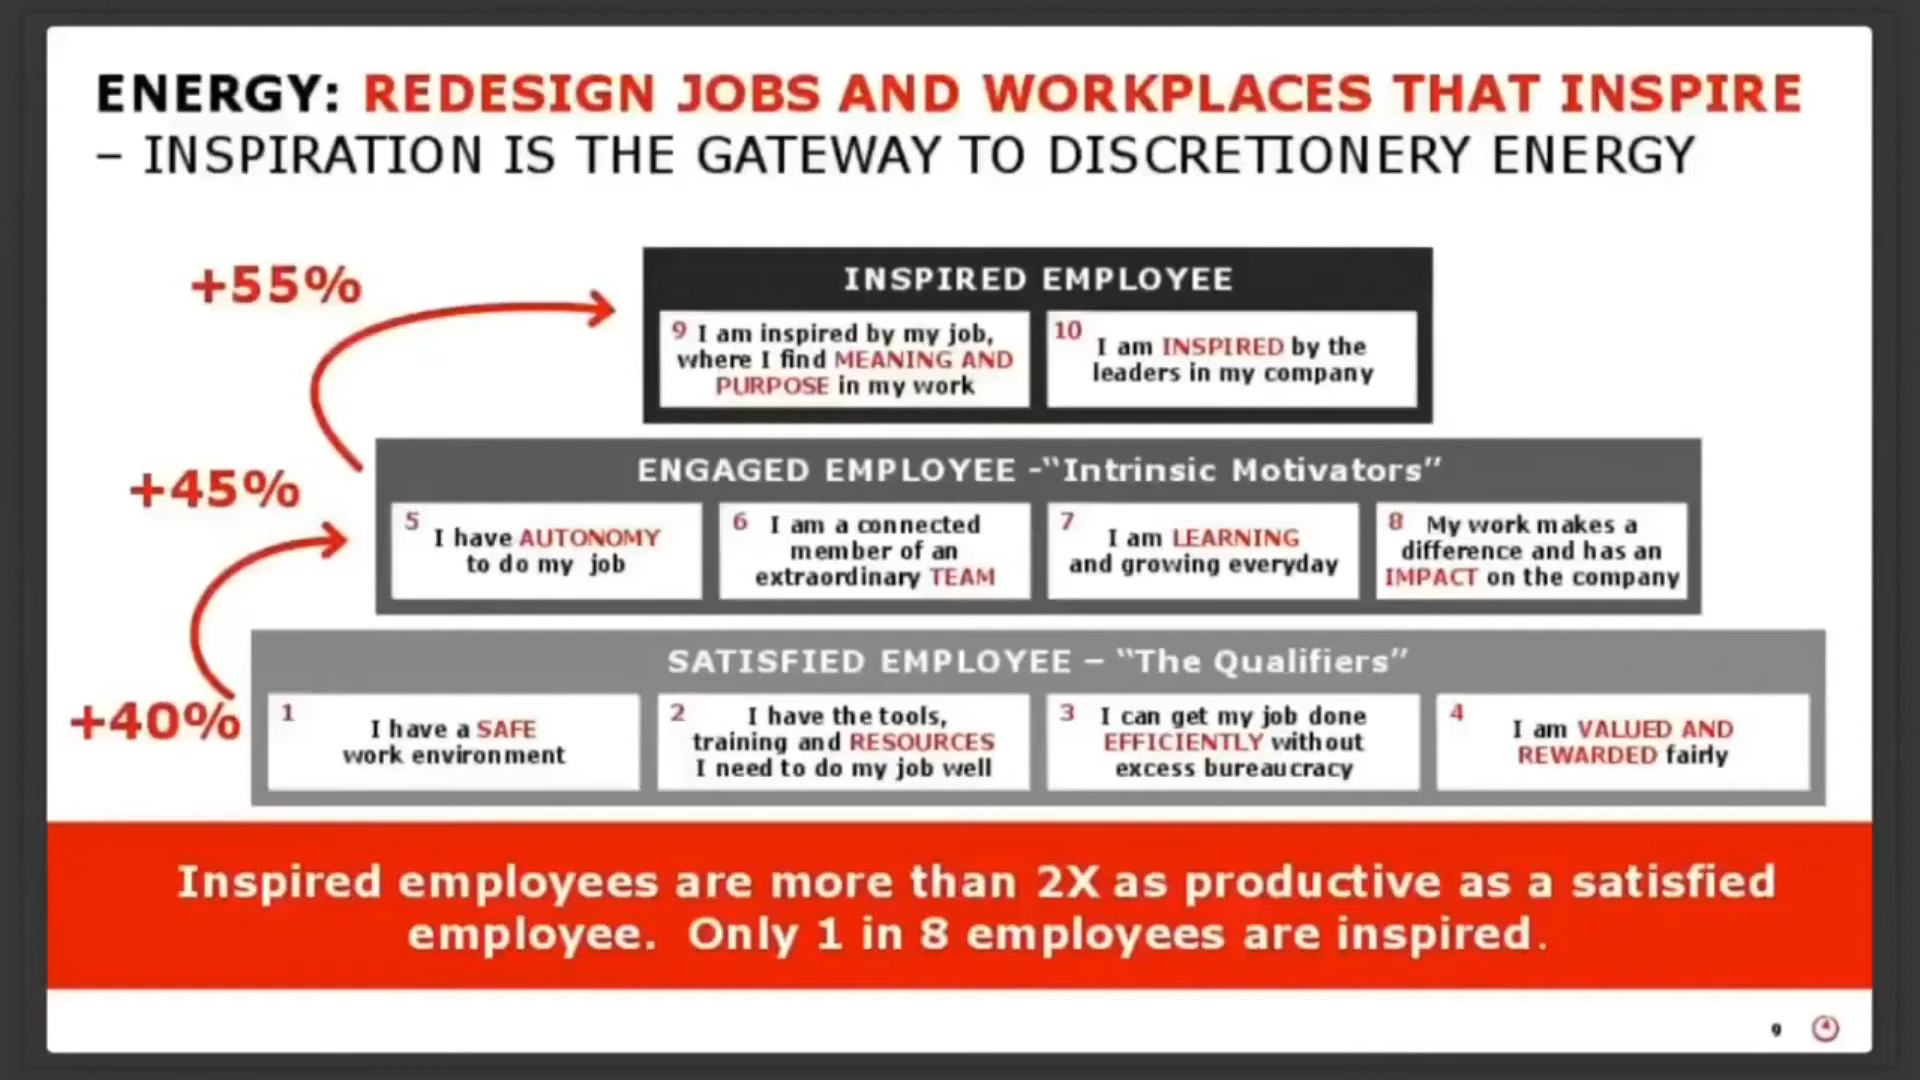 ENERGY: REDESIGN JOBS AND WORKPLACES THAT INSPIRE
– INSPIRATION IS THE GATEWAY TO DISCRETIONERY ENERGY
+55%
INSPIRED EMPLOYEE
9 I am inspired by my job,
where I find MEANING AND
PURPOSE in my work
10
I am INSPIRED by the
leaders in my company
+45%
ENGAGED EMPLOYEE -“Intrinsic Motivators”
5
I have AUTONOMY
to do my job
6 I am a connected
member of an
extraordinary TEAM
7
I am LEARNING
and growing everyday
8 My work makes a
difference and has an
IMPACT on the company
+40%
SATISFIED EMPLOYEE – “The Qualifiers”
1
I have a SAFE
work environment
2 I have the tools,
training and RESOURCES
I need to do my job well
3 I can get my job done
EFFICIENTLY without
excess bureaucracy
4
I am VALUED AND
REWARDED fairly
Inspired employees are more than 2X as productive as a satisfied
employee. Only 1 in 8 employees are inspired.
9